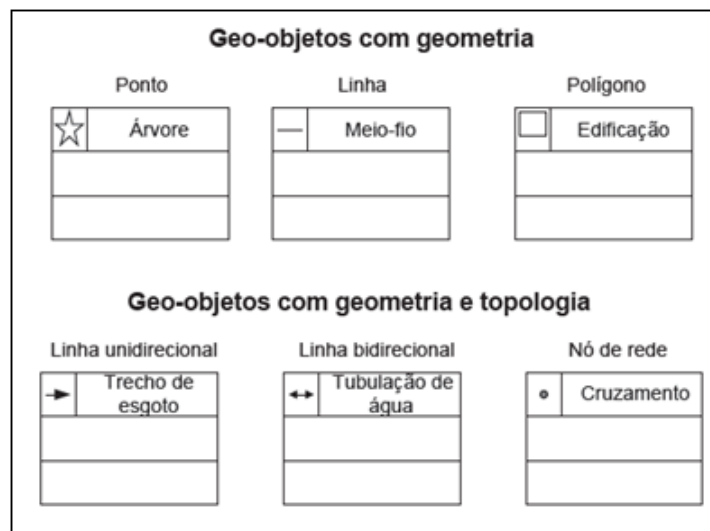 Geo-objetos com geometria
Ponto
Linha
Polígono
Árvore
Meio-fio
Edificação
Geo-objetos com geometria e topologia
Linha unidirecional
Linha bidirecional
Nó de rede
Trecho de
esgoto
Tubulação de
água
Cruzamento